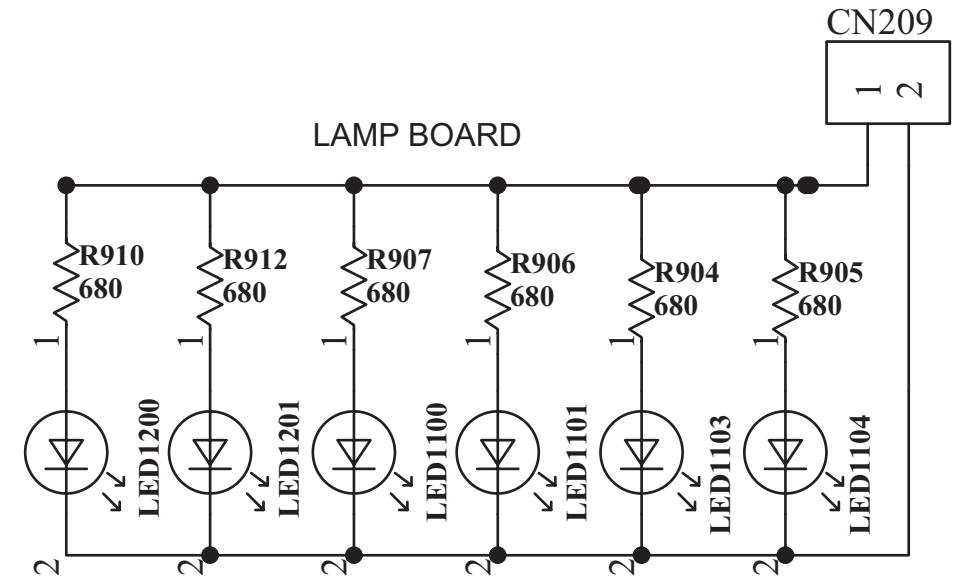 CN209
1
2
LAMP BOARD
R910
680
R912
680
R907
680
R906
680
R904
680
R905
680
1
1
1
1
1
1
LED1200
LED1201
LED1100
LED1101
LED1103
LED1104
2
2
2
2
2
2